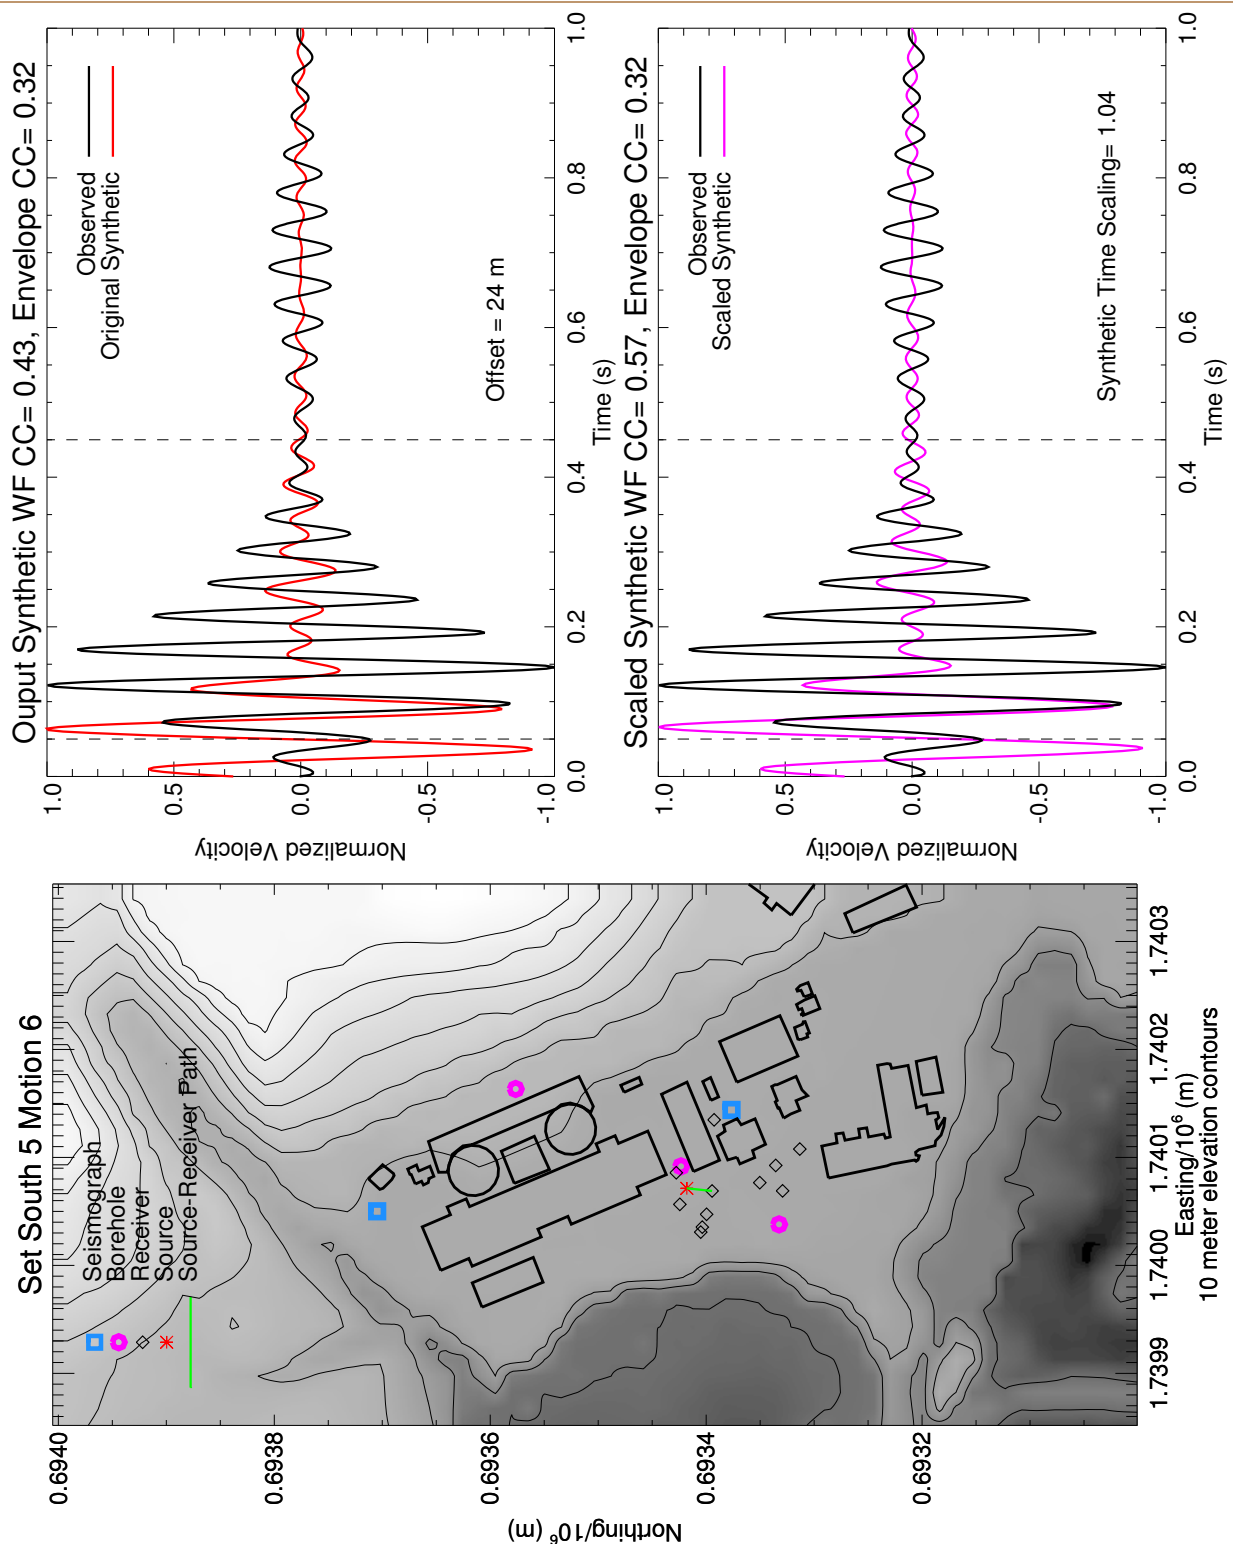 Set South 5 Motion 6
Seismograph
Borehole
Receiver
Source
Source-Receiver Path
0.6940
0.6938
0.6936
0.6934
0.6932
Northing/10⁶ (m)
1.7399
1.7400
1.7401
1.7402
1.7403
Easting/10⁶ (m)
10 meter elevation contours
Ouput Synthetic WF CC= 0.43, Envelope CC= 0.32
Observed
Original Synthetic
Offset = 24 m
1.0
0.5
0.0
-0.5
-1.0
Normalized Velocity
0.0
0.2
0.4
0.6
0.8
1.0
Time (s)
Scaled Synthetic WF CC= 0.57, Envelope CC= 0.32
Observed
Scaled Synthetic
Synthetic Time Scaling= 1.04
1.0
0.5
0.0
-0.5
-1.0
Normalized Velocity
0.0
0.2
0.4
0.6
0.8
1.0
Time (s)